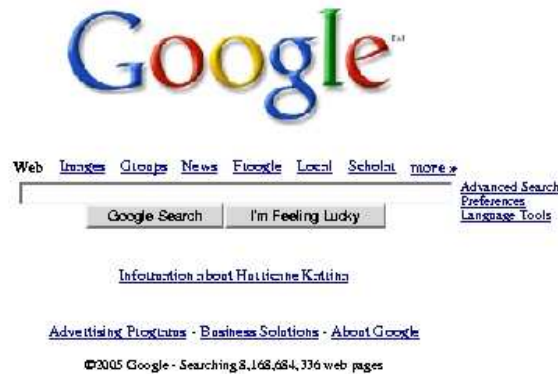 Google™
Web Images Groups News Froogle Local Scholar more »
Advanced Search
Preferences
Language Tools
Google Search I'm Feeling Lucky
Information about Hurricane Katrina
Advertising Programs - Business Solutions - About Google
©2005 Google - Searching 8,168,684,336 web pages